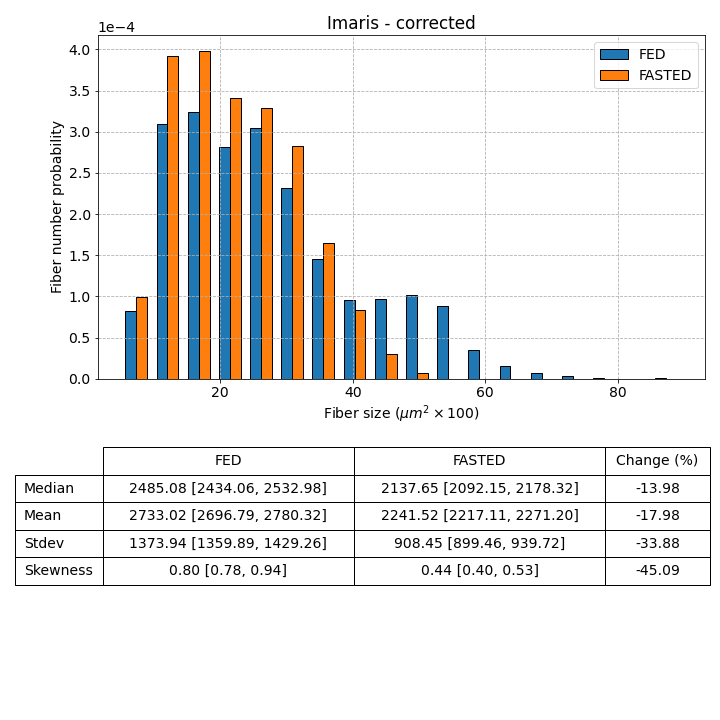 Imaris - corrected
1e−4
FED
FASTED
4.0
3.5
3.0
2.5
2.0
1.5
1.0
0.5
0.0
Fiber number probability
20 40 60 80
Fiber size (μm² × 100)
FED FASTED Change (%)
Median 2485.08 [2434.06, 2532.98] 2137.65 [2092.15, 2178.32] -13.98
Mean 2733.02 [2696.79, 2780.32] 2241.52 [2217.11, 2271.20] -17.98
Stdev 1373.94 [1359.89, 1429.26] 908.45 [899.46, 939.72] -33.88
Skewness 0.80 [0.78, 0.94] 0.44 [0.40, 0.53] -45.09